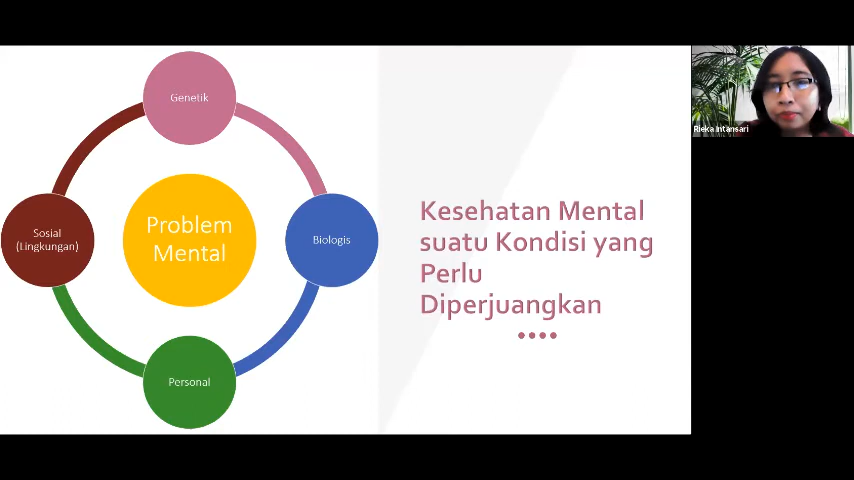 Genetik
Sosial
(Lingkungan)
Problem
Mental
Biologis
Personal
Kesehatan Mental
suatu Kondisi yang
Perlu
Diperjuangkan
Rieka Intansari